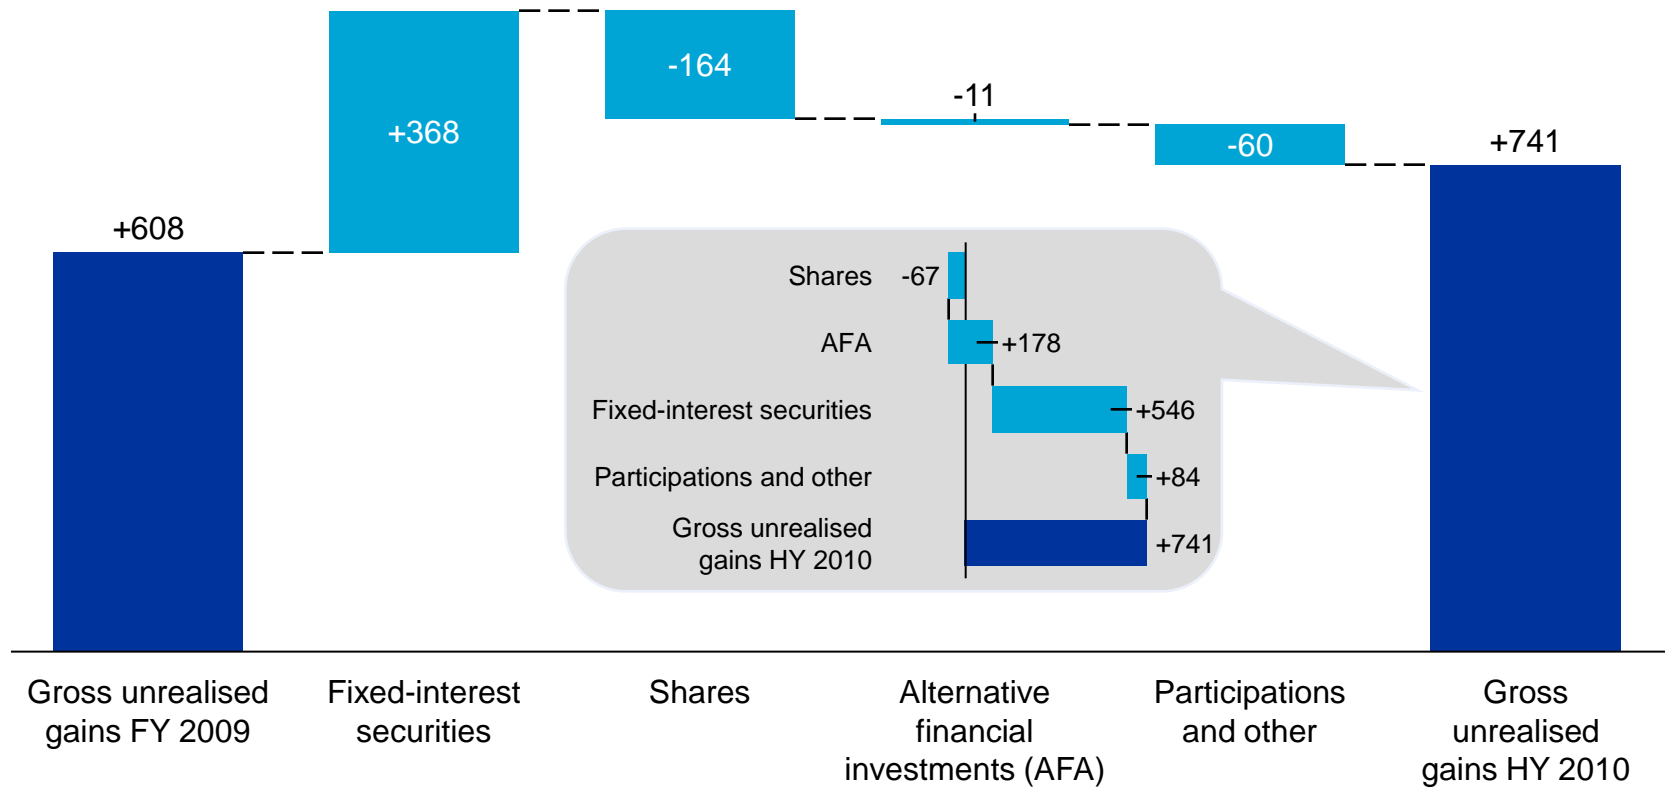 +608
+368
-164
-11
-60
+741
Shares -67
AFA +178
Fixed-interest securities +546
Participations and other +84
Gross unrealised
gains HY 2010 +741
Gross unrealised
gains FY 2009
Fixed-interest
securities
Shares
Alternative
financial
investments (AFA)
Participations
and other
Gross
unrealised
gains HY 2010